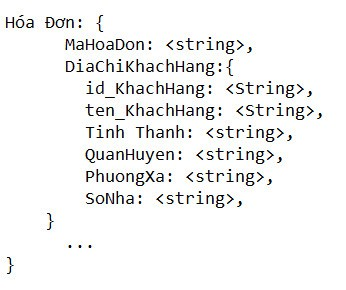 Hóa Đơn: {
MaHoaDon: <string>,
DiaChiKhachHang:{
id_KhachHang: <String>,
ten_KhachHang: <String>,
Tinh Thanh: <string>,
QuanHuyen: <string>,
PhuongXa: <string>,
SoNha: <string>,
}
...
}